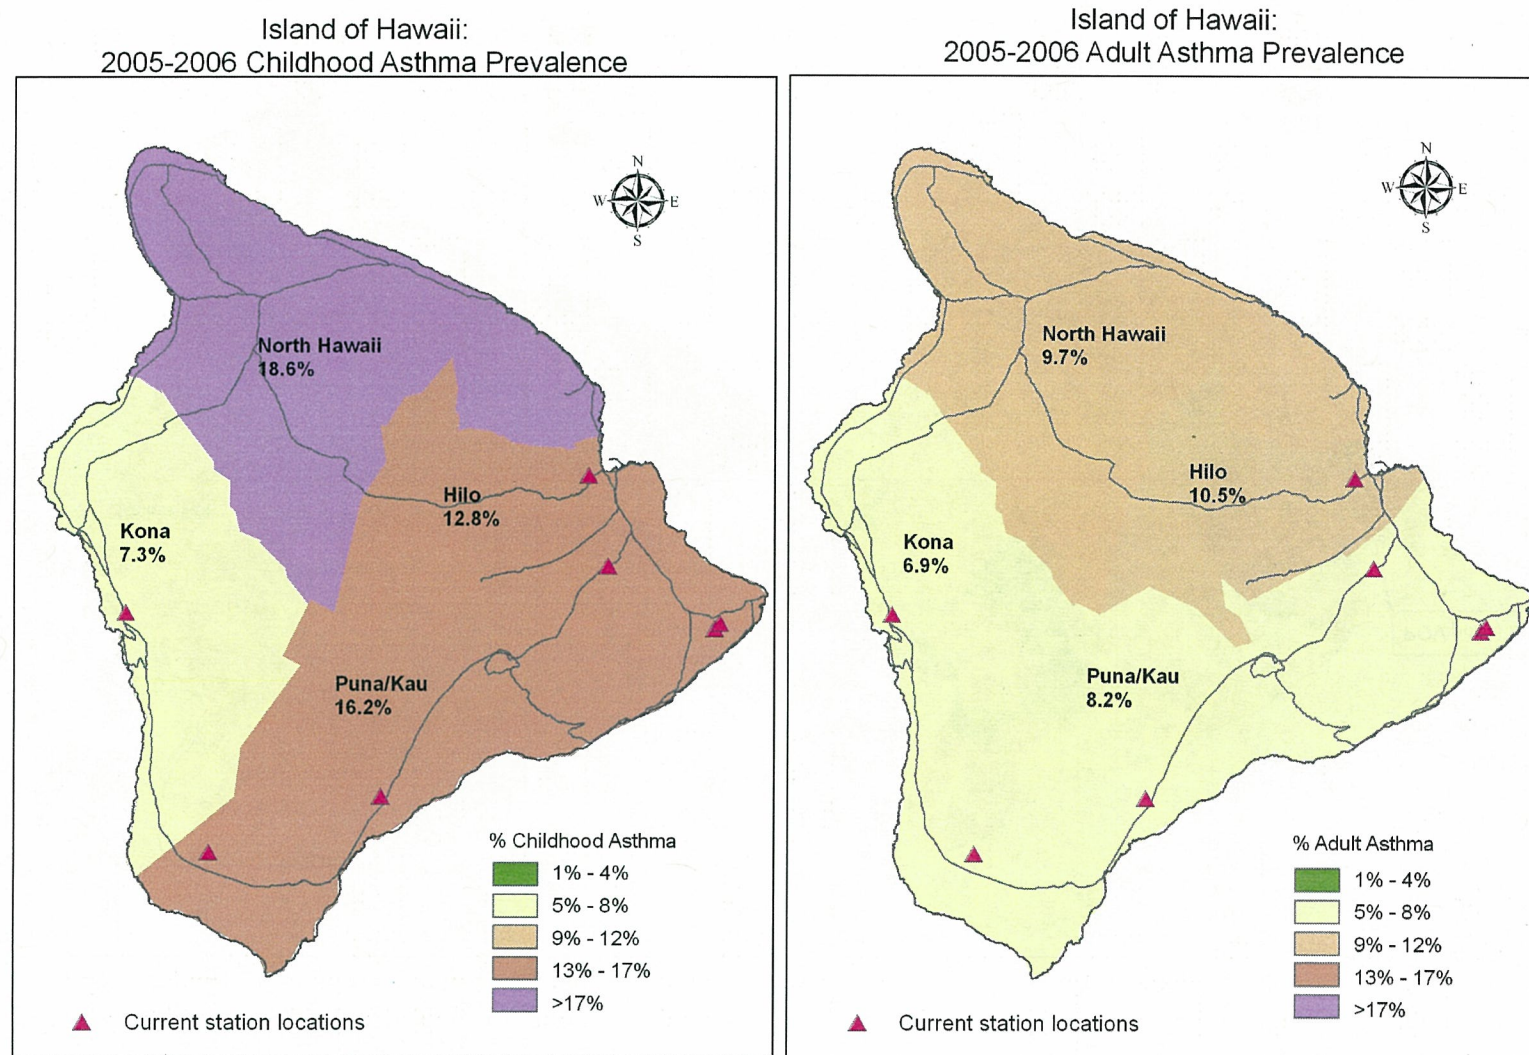 Island of Hawaii:
2005-2006 Childhood Asthma Prevalence
N
W
E
S
North Hawaii
18.6%
Hilo
12.8%
Kona
7.3%
Puna/Kau
16.2%
% Childhood Asthma
1% - 4%
5% - 8%
9% - 12%
13% - 17%
>17%
Current station locations
Island of Hawaii:
2005-2006 Adult Asthma Prevalence
N
W
E
S
North Hawaii
9.7%
Hilo
10.5%
Kona
6.9%
Puna/Kau
8.2%
% Adult Asthma
1% - 4%
5% - 8%
9% - 12%
13% - 17%
>17%
Current station locations